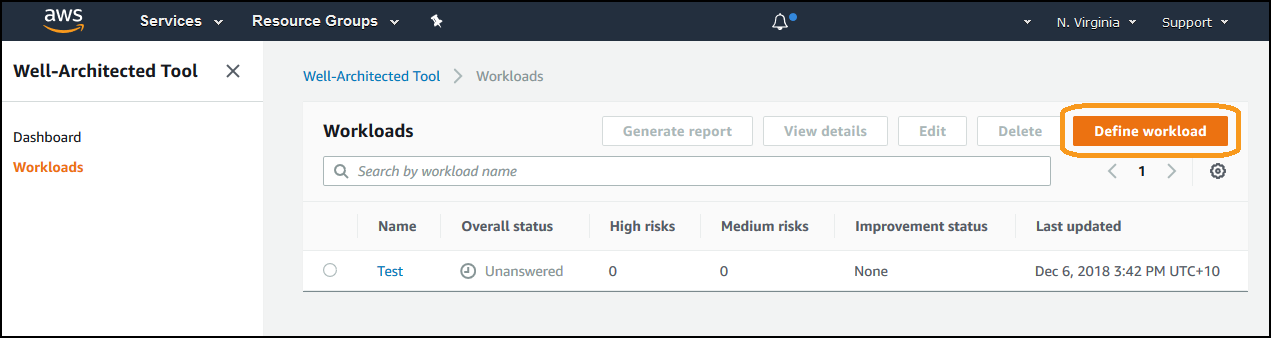 aws Services Resource Groups N. Virginia Support
Well-Architected Tool
Dashboard
Workloads
Well-Architected Tool > Workloads
Workloads Generate report View details Edit Delete Define workload
Search by workload name
1
Name Overall status High risks Medium risks Improvement status Last updated
Test Unanswered 0 0 None Dec 6, 2018 3:42 PM UTC+10